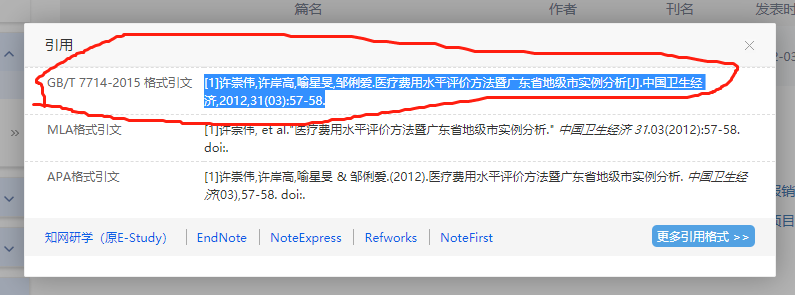 篇名 作者 刊名 发表时
引用
GB/T 7714-2015 格式引文 [1]许崇伟,许岸高,喻星旻,邹俐爱.医疗费用水平评价方法暨广东省地级市实例分析[J].中国卫生经
济,2012,31(03):57-58.
MLA格式引文 [1]许崇伟, et al."医疗费用水平评价方法暨广东省地级市实例分析." 中国卫生经济 31.03(2012):57-58.
doi:.
APA格式引文 [1]许崇伟,许岸高,喻星旻 & 邹俐爱.(2012).医疗费用水平评价方法暨广东省地级市实例分析. 中国卫生经
济(03),57-58. doi:.
知网研学（原E-Study） EndNote NoteExpress Refworks NoteFirst 更多引用格式 >>